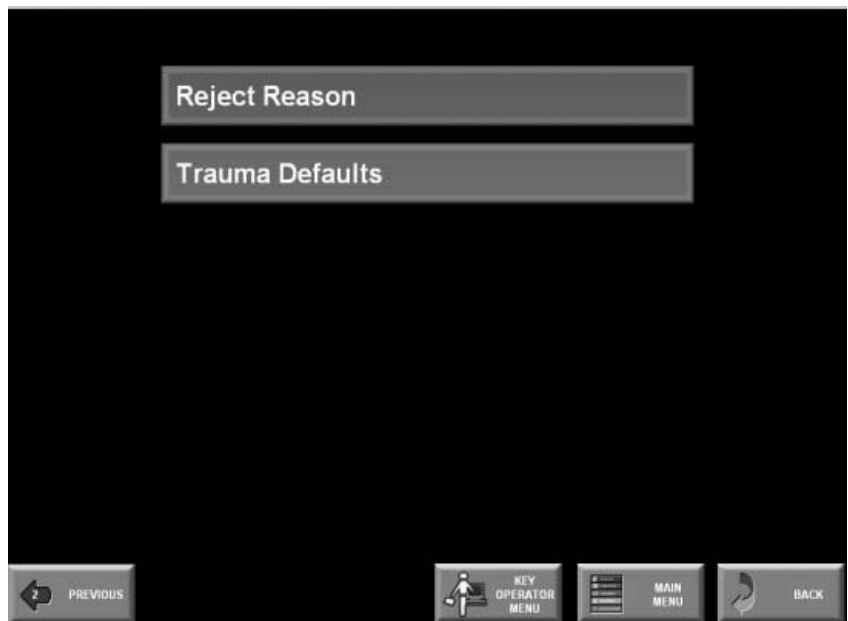 Reject Reason
Trauma Defaults
2 PREVIOUS
KEY
OPERATOR
MENU
MAIN
MENU
BACK